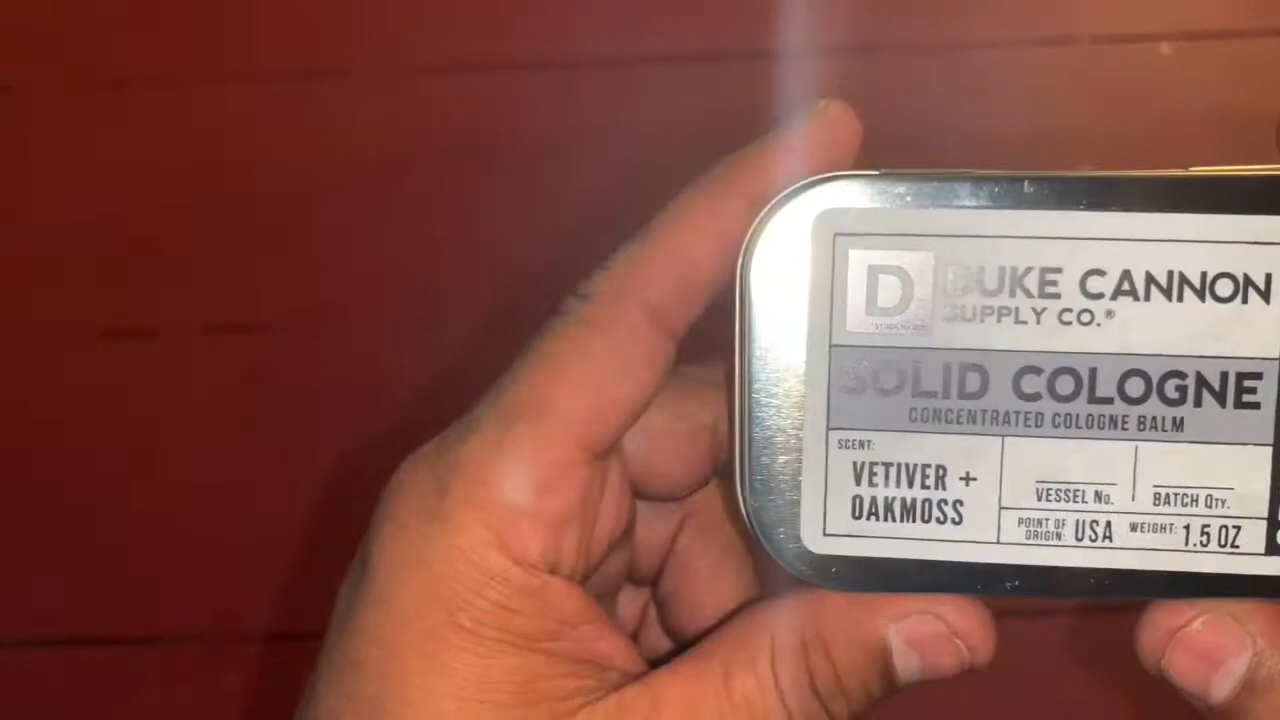 D
DUKE CANNON
SUPPLY CO.®
SOLID COLOGNE
CONCENTRATED COLOGNE BALM
SCENT:
VETIVER +
OAKMOSS
VESSEL No.
BATCH QTY.
POINT OF
ORIGIN: USA
WEIGHT: 1.5 OZ